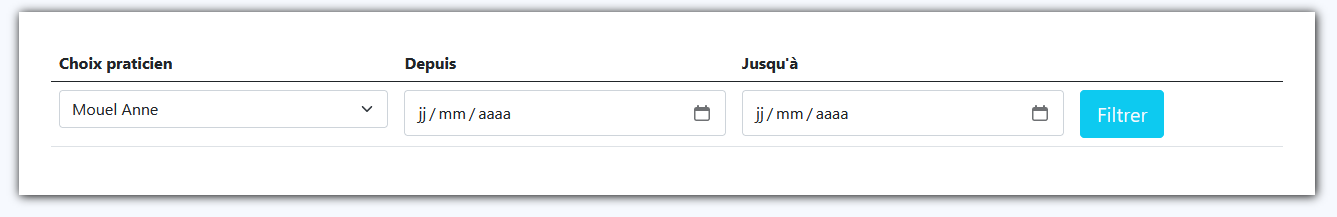 Choix praticien Depuis Jusqu'à
Mouel Anne jj/mm/aaaa jj/mm/aaaa Filtrer